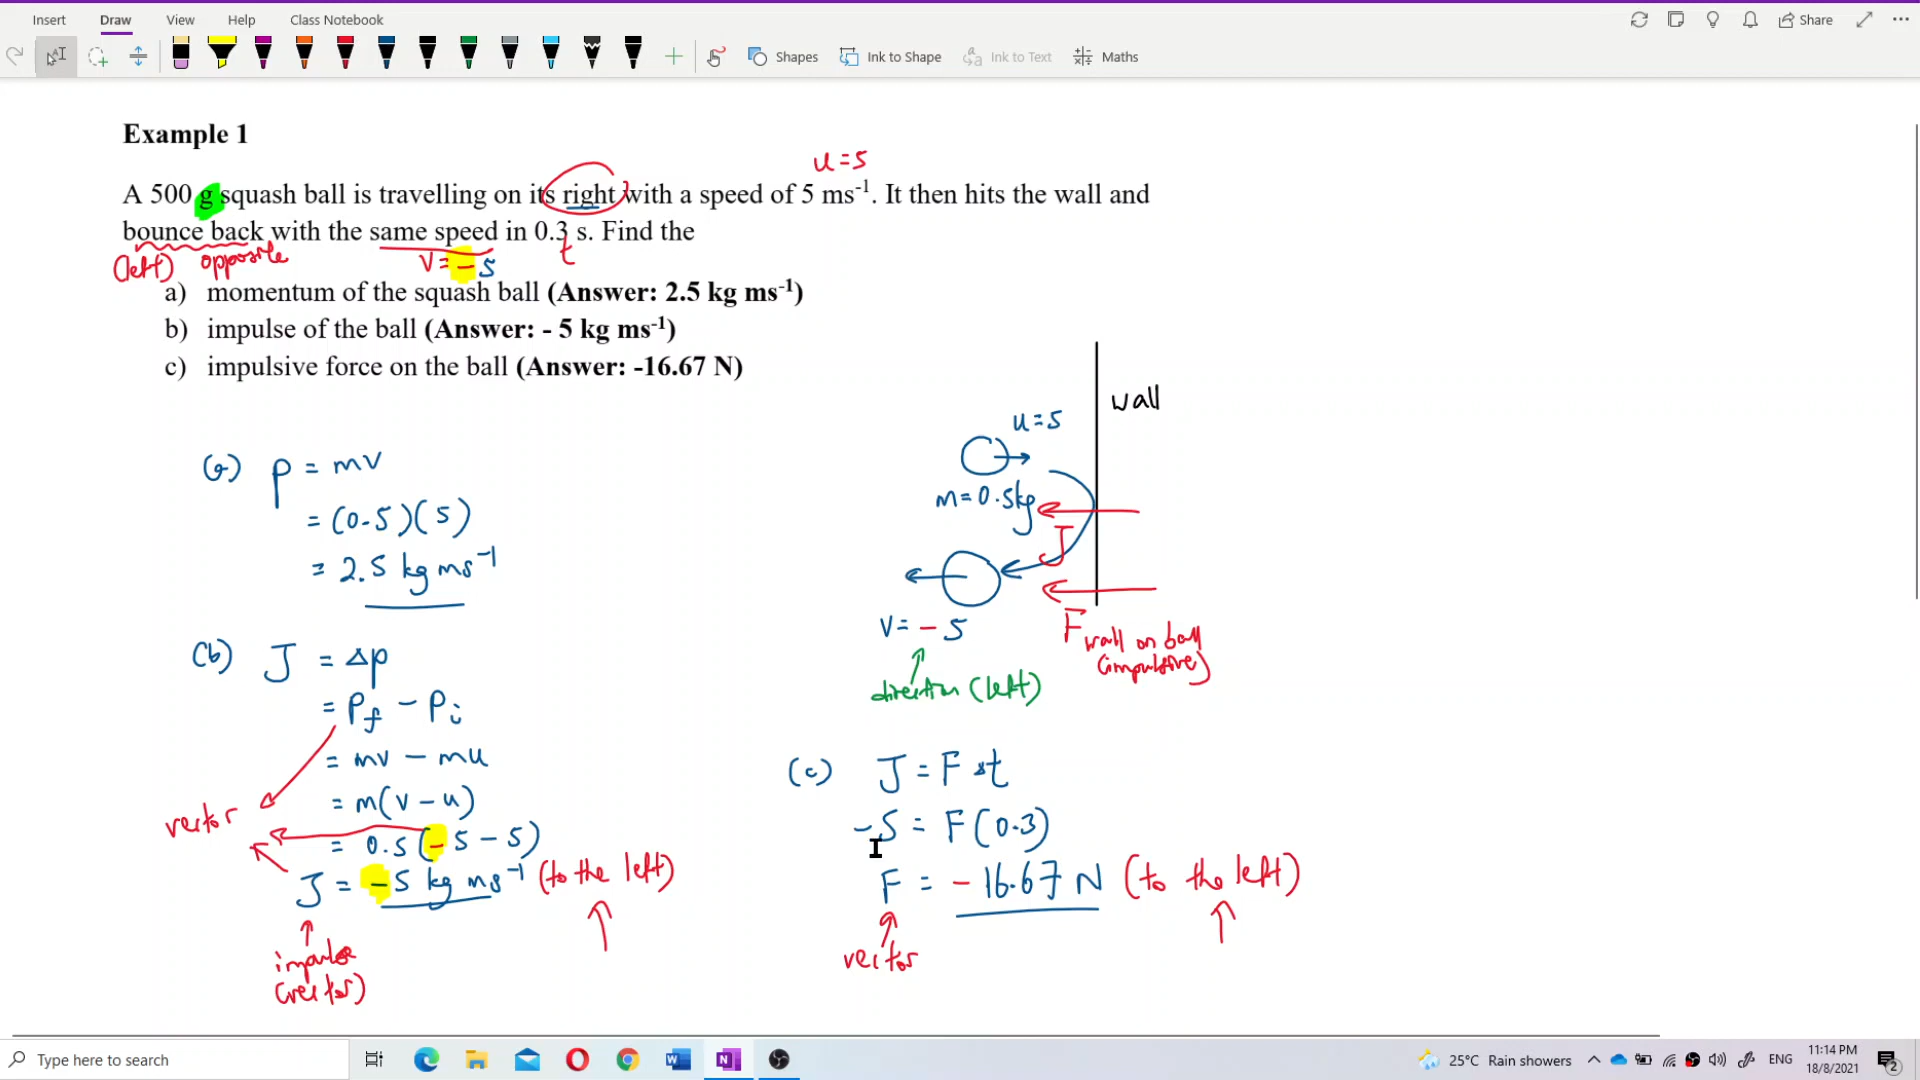 Insert Draw View Help Class Notebook Share
Shapes Ink to Shape Ink to Text Maths
Example 1
u = 5
A 500 g squash ball is travelling on its right with a speed of 5 ms⁻¹. It then hits the wall and
bounce back with the same speed in 0.3 s. Find the
(left) opposite v = - 5 t
a) momentum of the squash ball (Answer: 2.5 kg ms⁻¹)
b) impulse of the ball (Answer: - 5 kg ms⁻¹)
c) impulsive force on the ball (Answer: -16.67 N)
wall
u = 5
m = 0.5kg
J
v = - 5
F wall on ball
(impulsive)
direction (left)
(a) p = mv
= (0.5)(5)
= 2.5 kg ms⁻¹
(b) J = Δp
= Pf - Pi
= mv - mu
= m(v - u)
vector
= 0.5 (-5 - 5)
J = -5 kg ms⁻¹ (to the left)
impulse
(vector)
(c) J = F Δt
-5 = F(0.3)
F = - 16.67 N (to the left)
vector
Type here to search
25°C Rain showers ENG 11:14 PM
18/8/2021
2